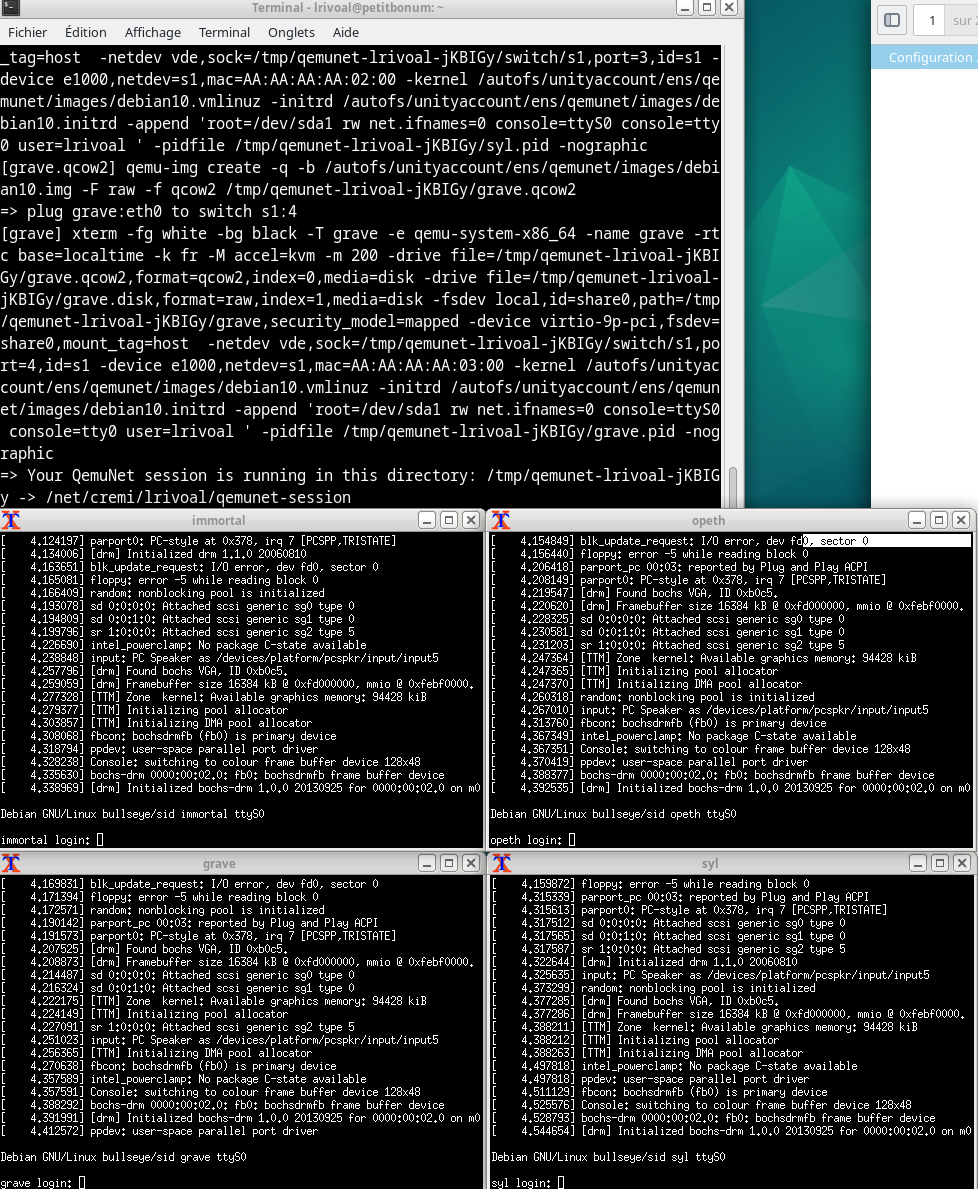 Terminal - lrivoal@petitbonum: ~
Fichier Édition Affichage Terminal Onglets Aide
_tag=host  -netdev vde,sock=/tmp/qemunet-lrivoal-jKBIGy/switch/s1,port=3,id=s1 -
device e1000,netdev=s1,mac=AA:AA:AA:AA:02:00 -kernel /autofs/unityaccount/ens/qe
munet/images/debian10.vmlinuz -initrd /autofs/unityaccount/ens/qemunet/images/de
bian10.initrd -append 'root=/dev/sda1 rw net.ifnames=0 console=ttyS0 console=tty
0 user=lrivoal ' -pidfile /tmp/qemunet-lrivoal-jKBIGy/syl.pid -nographic
[grave.qcow2] qemu-img create -q -b /autofs/unityaccount/ens/qemunet/images/debi
an10.img -F raw -f qcow2 /tmp/qemunet-lrivoal-jKBIGy/grave.qcow2
=> plug grave:eth0 to switch s1:4
[grave] xterm -fg white -bg black -T grave -e qemu-system-x86_64 -name grave -rt
c base=localtime -k fr -M accel=kvm -m 200 -drive file=/tmp/qemunet-lrivoal-jKBI
Gy/grave.qcow2,format=qcow2,index=0,media=disk -drive file=/tmp/qemunet-lrivoal-
jKBIGy/grave.disk,format=raw,index=1,media=disk -fsdev local,id=share0,path=/tmp
/qemunet-lrivoal-jKBIGy/grave,security_model=mapped -device virtio-9p-pci,fsdev=
share0,mount_tag=host  -netdev vde,sock=/tmp/qemunet-lrivoal-jKBIGy/switch/s1,po
rt=4,id=s1 -device e1000,netdev=s1,mac=AA:AA:AA:AA:03:00 -kernel /autofs/unityac
count/ens/qemunet/images/debian10.vmlinuz -initrd /autofs/unityaccount/ens/qemun
et/images/debian10.initrd -append 'root=/dev/sda1 rw net.ifnames=0 console=ttyS0
 console=tty0 user=lrivoal ' -pidfile /tmp/qemunet-lrivoal-jKBIGy/grave.pid -nog
raphic
=> Your QemuNet session is running in this directory: /tmp/qemunet-lrivoal-jKBIG
y -> /net/cremi/lrivoal/qemunet-session
1 sur 2
Configuration
immortal
[    4.124197] parport0: PC-style at 0x378, irq 7 [PCSPP,TRISTATE]
[    4.134006] [drm] Initialized drm 1.1.0 20060810
[    4.163651] blk_update_request: I/O error, dev fd0, sector 0
[    4.165081] floppy: error -5 while reading block 0
[    4.166409] random: nonblocking pool is initialized
[    4.193078] sd 0:0:0:0: Attached scsi generic sg0 type 0
[    4.194809] sd 0:0:1:0: Attached scsi generic sg1 type 0
[    4.199796] sr 1:0:0:0: Attached scsi generic sg2 type 5
[    4.226690] intel_powerclamp: No package C-state available
[    4.238848] input: PC Speaker as /devices/platform/pcspkr/input/input5
[    4.257796] [drm] Found bochs VGA, ID 0xb0c5.
[    4.259059] [drm] Framebuffer size 16384 kB @ 0xfd000000, mmio @ 0xfebf0000.
[    4.277328] [TTM] Zone  kernel: Available graphics memory: 94428 kiB
[    4.279377] [TTM] Initializing pool allocator
[    4.303857] [TTM] Initializing DMA pool allocator
[    4.308068] fbcon: bochsdrmfb (fb0) is primary device
[    4.318794] ppdev: user-space parallel port driver
[    4.328238] Console: switching to colour frame buffer device 128x48
[    4.335630] bochs-drm 0000:00:02.0: fb0: bochsdrmfb frame buffer device
[    4.338969] [drm] Initialized bochs-drm 1.0.0 20130925 for 0000:00:02.0 on m0
Debian GNU/Linux bullseye/sid immortal ttyS0
immortal login:
opeth
[    4.154849] blk_update_request: I/O error, dev fd0, sector 0
[    4.156440] floppy: error -5 while reading block 0
[    4.206418] parport_pc 00:03: reported by Plug and Play ACPI
[    4.208149] parport0: PC-style at 0x378, irq 7 [PCSPP,TRISTATE]
[    4.219547] [drm] Found bochs VGA, ID 0xb0c5.
[    4.220620] [drm] Framebuffer size 16384 kB @ 0xfd000000, mmio @ 0xfebf0000.
[    4.228325] sd 0:0:0:0: Attached scsi generic sg0 type 0
[    4.230581] sd 0:0:1:0: Attached scsi generic sg1 type 0
[    4.231203] sr 1:0:0:0: Attached scsi generic sg2 type 5
[    4.247364] [TTM] Zone  kernel: Available graphics memory: 94428 kiB
[    4.247365] [TTM] Initializing pool allocator
[    4.247370] [TTM] Initializing DMA pool allocator
[    4.260318] random: nonblocking pool is initialized
[    4.267010] input: PC Speaker as /devices/platform/pcspkr/input/input5
[    4.313760] fbcon: bochsdrmfb (fb0) is primary device
[    4.367349] intel_powerclamp: No package C-state available
[    4.367351] Console: switching to colour frame buffer device 128x48
[    4.370419] ppdev: user-space parallel port driver
[    4.388377] bochs-drm 0000:00:02.0: fb0: bochsdrmfb frame buffer device
[    4.392535] [drm] Initialized bochs-drm 1.0.0 20130925 for 0000:00:02.0 on m0
Debian GNU/Linux bullseye/sid opeth ttyS0
opeth login:
grave
[    4.169831] blk_update_request: I/O error, dev fd0, sector 0
[    4.171394] floppy: error -5 while reading block 0
[    4.172571] random: nonblocking pool is initialized
[    4.190142] parport_pc 00:03: reported by Plug and Play ACPI
[    4.191573] parport0: PC-style at 0x378, irq 7 [PCSPP,TRISTATE]
[    4.207525] [drm] Found bochs VGA, ID 0xb0c5.
[    4.208873] [drm] Framebuffer size 16384 kB @ 0xfd000000, mmio @ 0xfebf0000.
[    4.214487] sd 0:0:0:0: Attached scsi generic sg0 type 0
[    4.216324] sd 0:0:1:0: Attached scsi generic sg1 type 0
[    4.222175] [TTM] Zone  kernel: Available graphics memory: 94428 kiB
[    4.224149] [TTM] Initializing pool allocator
[    4.227091] sr 1:0:0:0: Attached scsi generic sg2 type 5
[    4.251023] input: PC Speaker as /devices/platform/pcspkr/input/input5
[    4.256365] [TTM] Initializing DMA pool allocator
[    4.270638] fbcon: bochsdrmfb (fb0) is primary device
[    4.357589] intel_powerclamp: No package C-state available
[    4.357591] Console: switching to colour frame buffer device 128x48
[    4.388292] bochs-drm 0000:00:02.0: fb0: bochsdrmfb frame buffer device
[    4.391991] [drm] Initialized bochs-drm 1.0.0 20130925 for 0000:00:02.0 on m0
[    4.412572] ppdev: user-space parallel port driver
Debian GNU/Linux bullseye/sid grave ttyS0
grave login:
syl
[    4.159872] floppy: error -5 while reading block 0
[    4.315339] parport_pc 00:03: reported by Plug and Play ACPI
[    4.315613] parport0: PC-style at 0x378, irq 7 [PCSPP,TRISTATE]
[    4.317512] sd 0:0:0:0: Attached scsi generic sg0 type 0
[    4.317565] sd 0:0:1:0: Attached scsi generic sg1 type 0
[    4.317587] sr 1:0:0:0: Attached scsi generic sg2 type 5
[    4.322644] [drm] Initialized drm 1.1.0 20060810
[    4.325635] input: PC Speaker as /devices/platform/pcspkr/input/input5
[    4.373299] random: nonblocking pool is initialized
[    4.377285] [drm] Found bochs VGA, ID 0xb0c5.
[    4.377286] [drm] Framebuffer size 16384 kB @ 0xfd000000, mmio @ 0xfebf0000.
[    4.388211] [TTM] Zone  kernel: Available graphics memory: 94428 kiB
[    4.388212] [TTM] Initializing pool allocator
[    4.388263] [TTM] Initializing DMA pool allocator
[    4.497818] intel_powerclamp: No package C-state available
[    4.497818] ppdev: user-space parallel port driver
[    4.511129] fbcon: bochsdrmfb (fb0) is primary device
[    4.525576] Console: switching to colour frame buffer device 128x48
[    4.528793] bochs-drm 0000:00:02.0: fb0: bochsdrmfb frame buffer device
[    4.544654] [drm] Initialized bochs-drm 1.0.0 20130925 for 0000:00:02.0 on m0
Debian GNU/Linux bullseye/sid syl ttyS0
syl login: